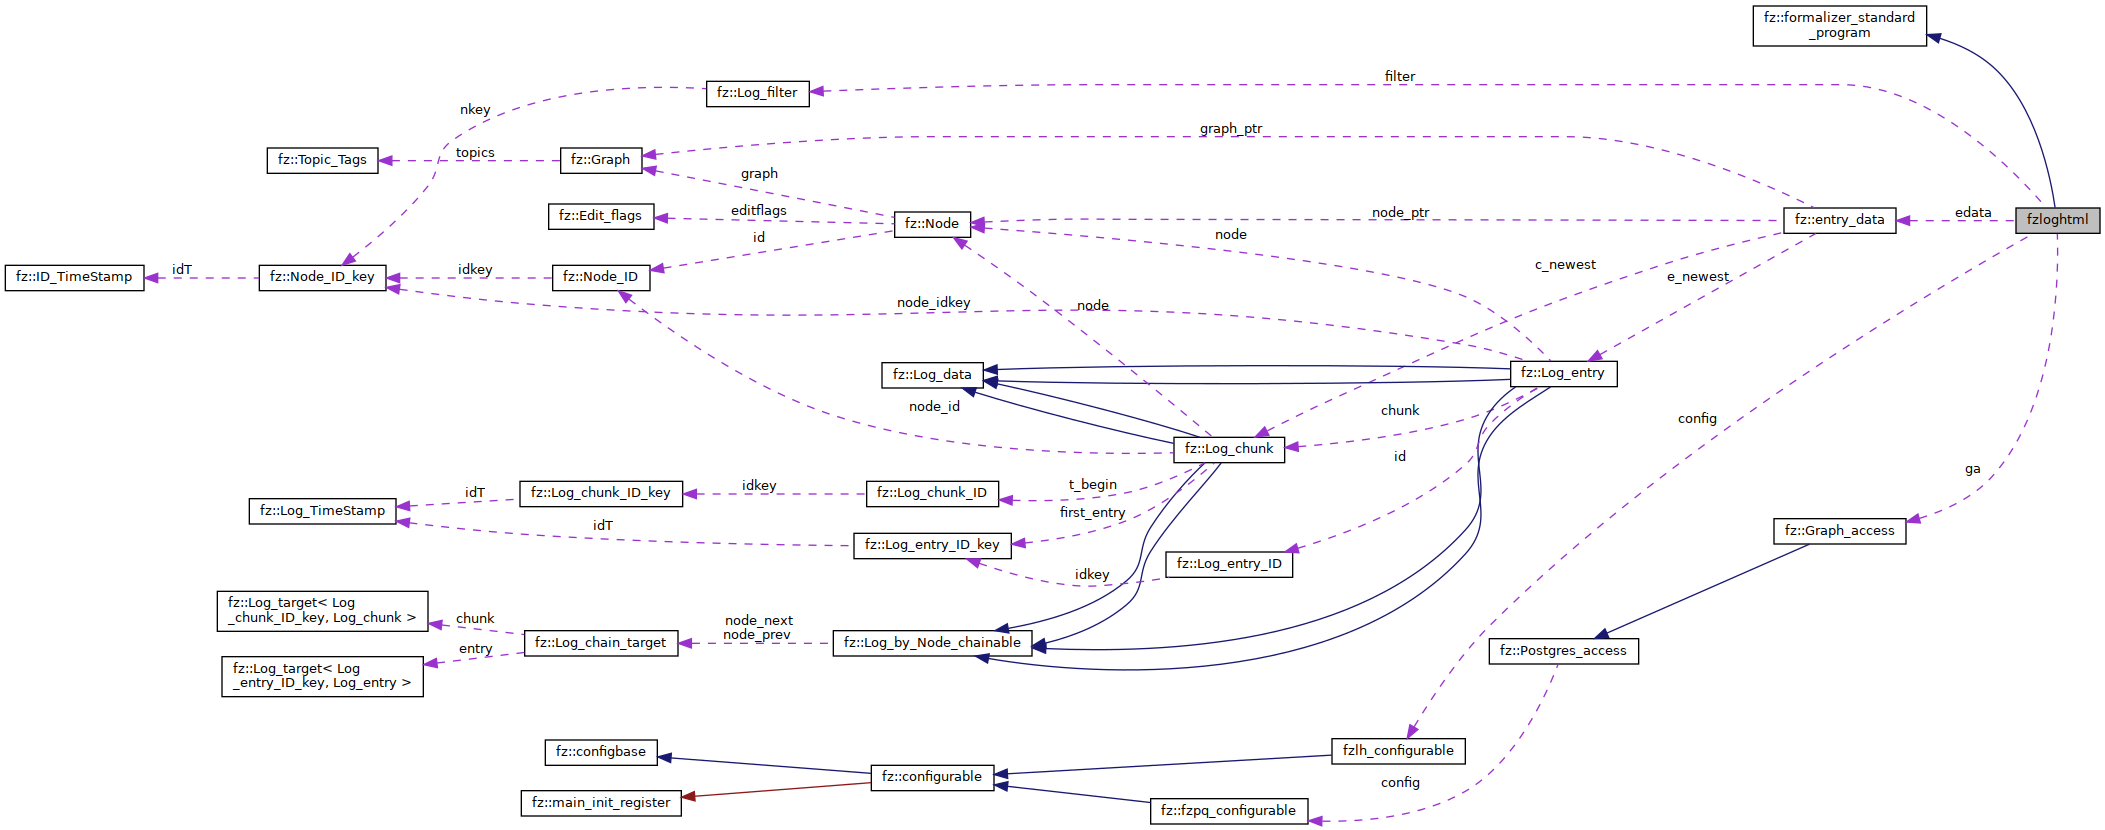 fz::formalizer_standard
_program
filter
fz::Log_filter
nkey
graph_ptr
topics
fz::Topic_Tags
fz::Graph
graph
editflags
fz::Edit_flags
fz::Node
node_ptr
fz::entry_data
edata
fzloghtml
id
node
c_newest
e_newest
fz::ID_TimeStamp
idT
fz::Node_ID_key
idkey
fz::Node_ID
node_idkey
node
fz::Log_data
fz::Log_entry
node_id
chunk
config
fz::Log_chunk
id
ga
t_begin
idT
fz::Log_chunk_ID_key
idkey
fz::Log_chunk_ID
fz::Log_TimeStamp
first_entry
idT
fz::Graph_access
fz::Log_entry_ID_key
fz::Log_entry_ID
idkey
fz::Log_target< Log
_chunk_ID_key, Log_chunk >
chunk
node_next
node_prev
fz::Log_chain_target
fz::Log_by_Node_chainable
entry
fz::Postgres_access
fz::Log_target< Log
_entry_ID_key, Log_entry >
fz::configbase
fzlh_configurable
fz::configurable
config
fz::main_init_register
fz::fzpq_configurable